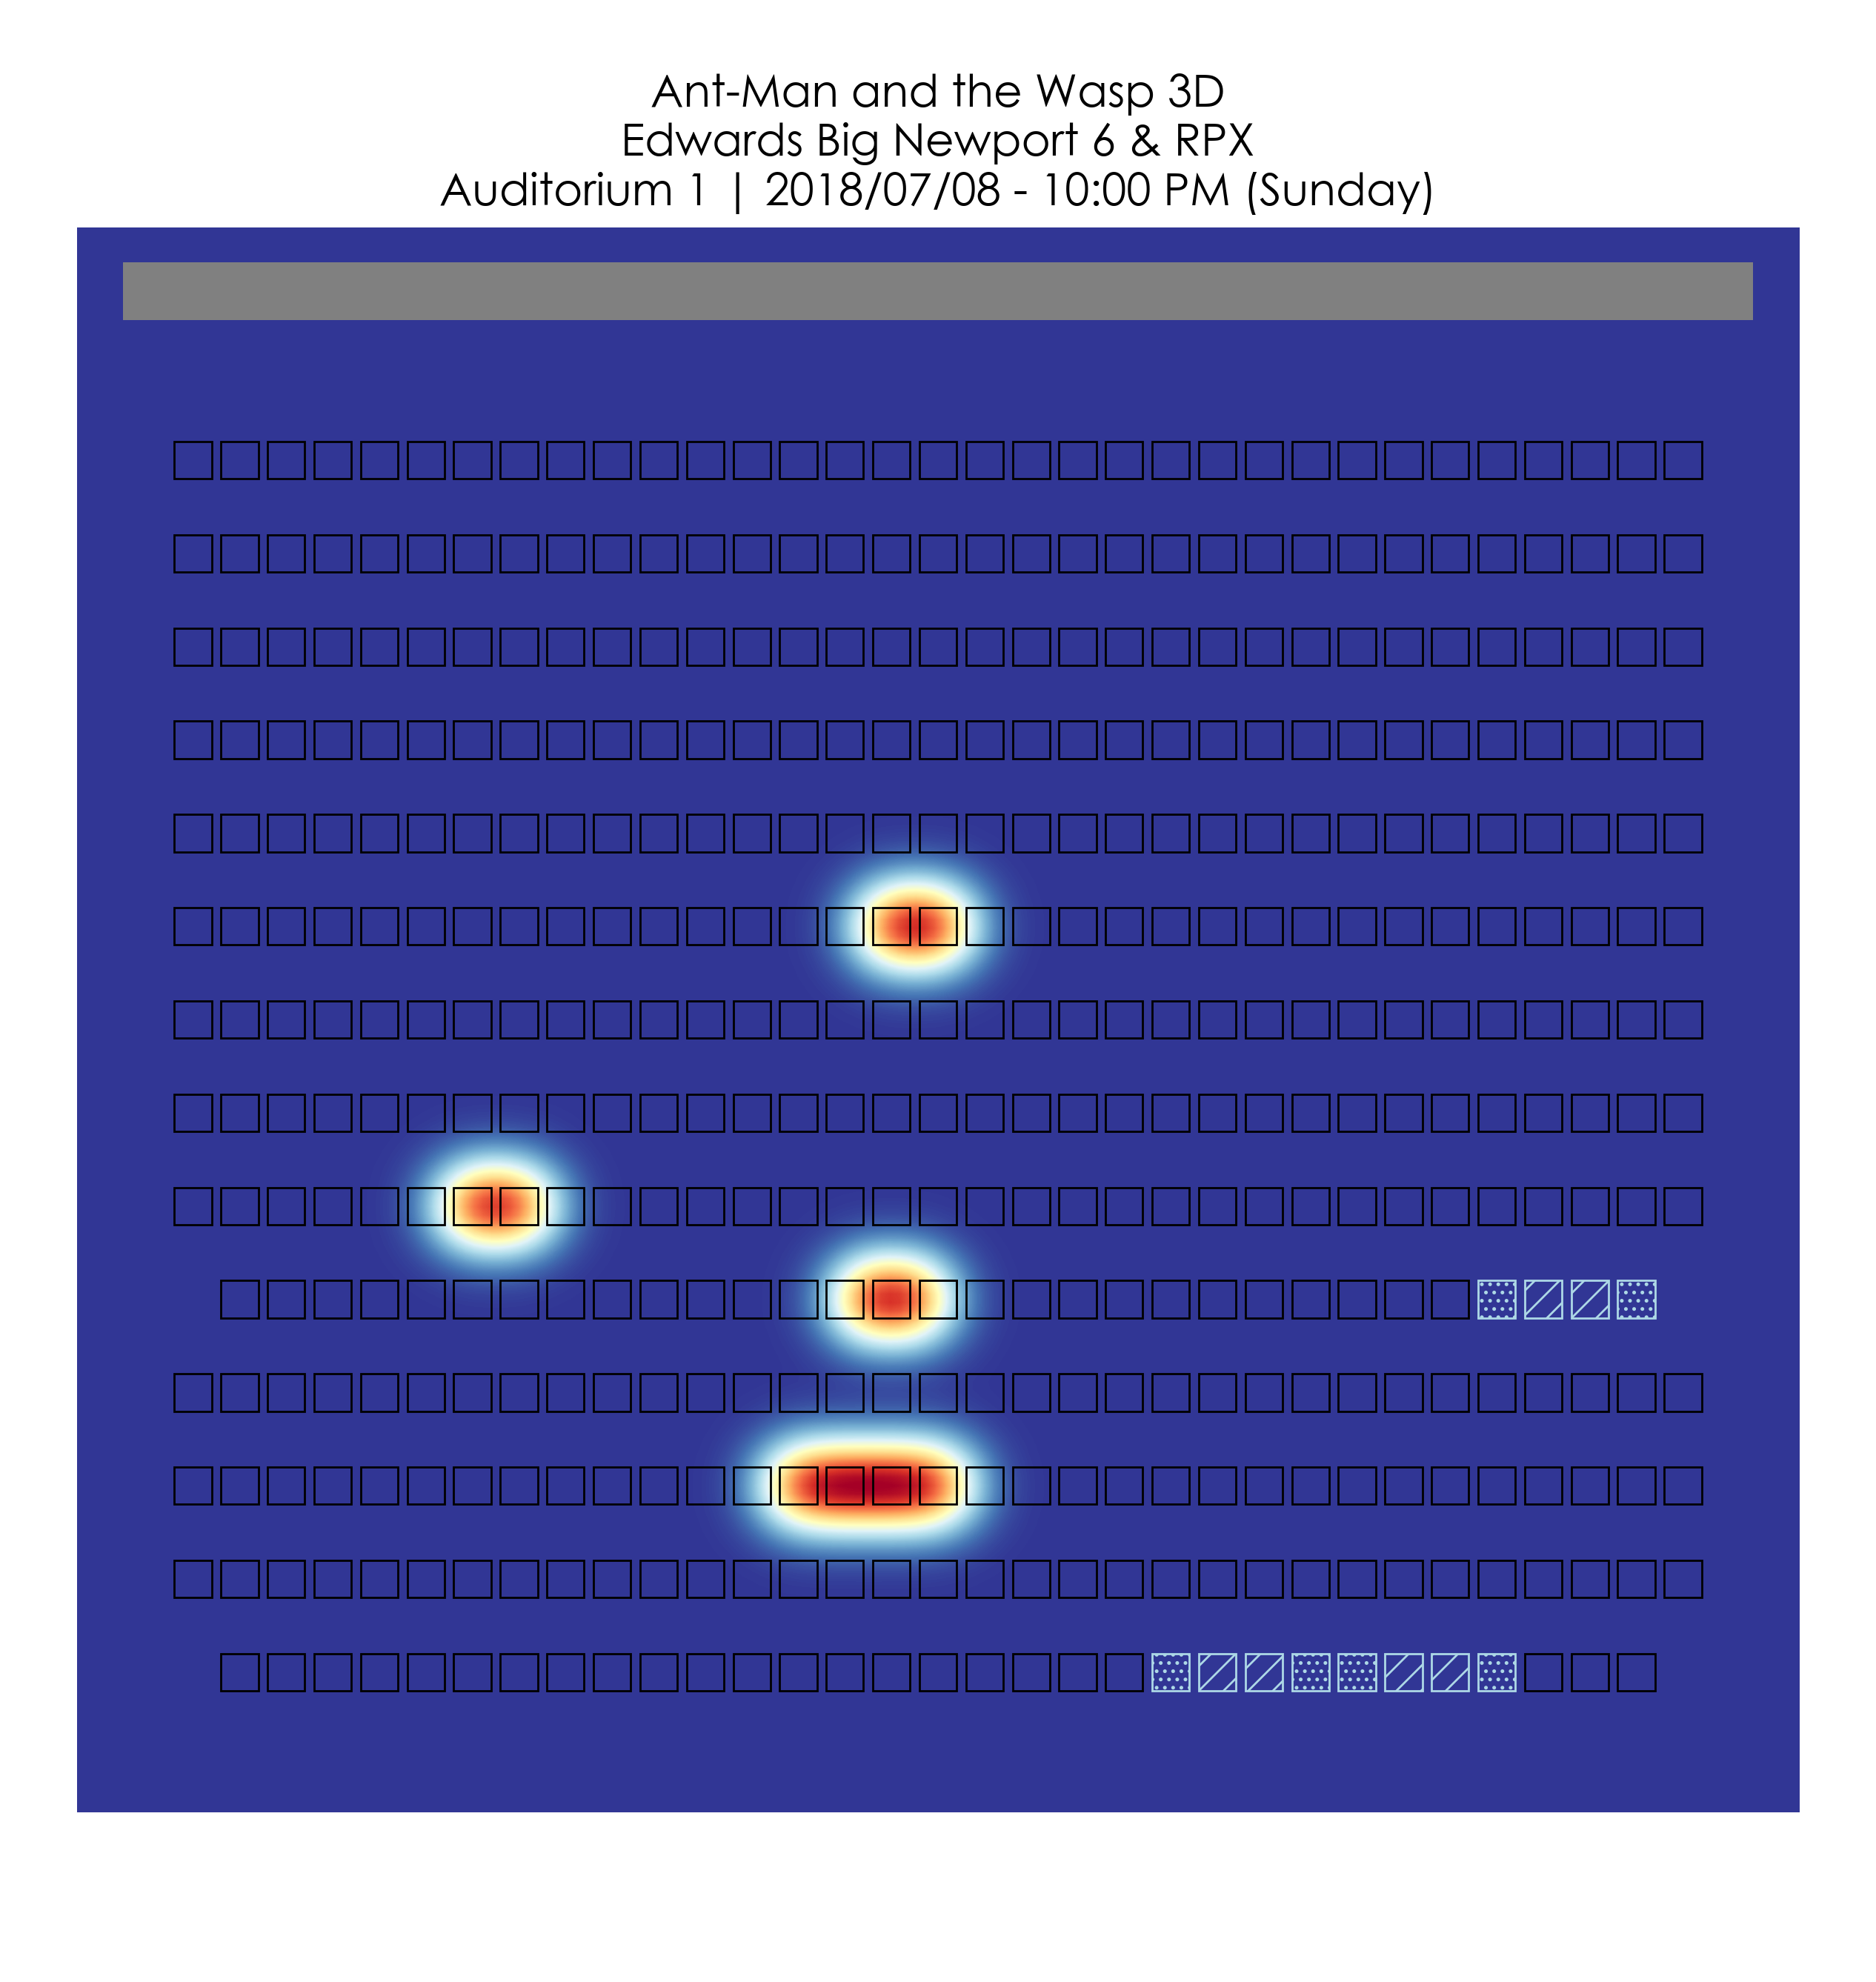 Ant-Man and the Wasp 3D
Edwards Big Newport 6 & RPX
Auditorium 1 | 2018/07/08 - 10:00 PM (Sunday)